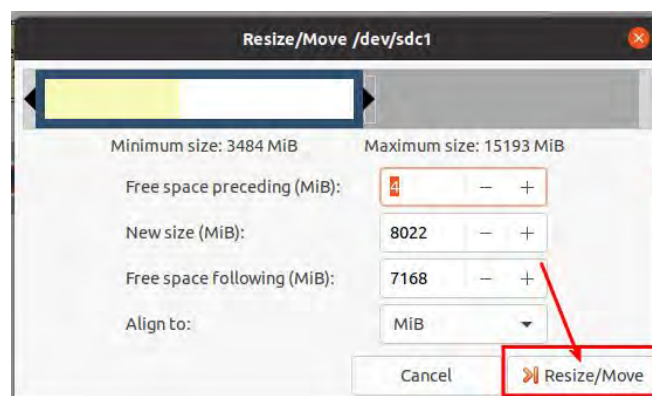 Resize/Move /dev/sdc1
Minimum size: 3484 MiB Maximum size: 15193 MiB
Free space preceding (MiB): 4 − +
New size (MiB): 8022 − +
Free space following (MiB): 7168 − +
Align to: MiB
Cancel Resize/Move